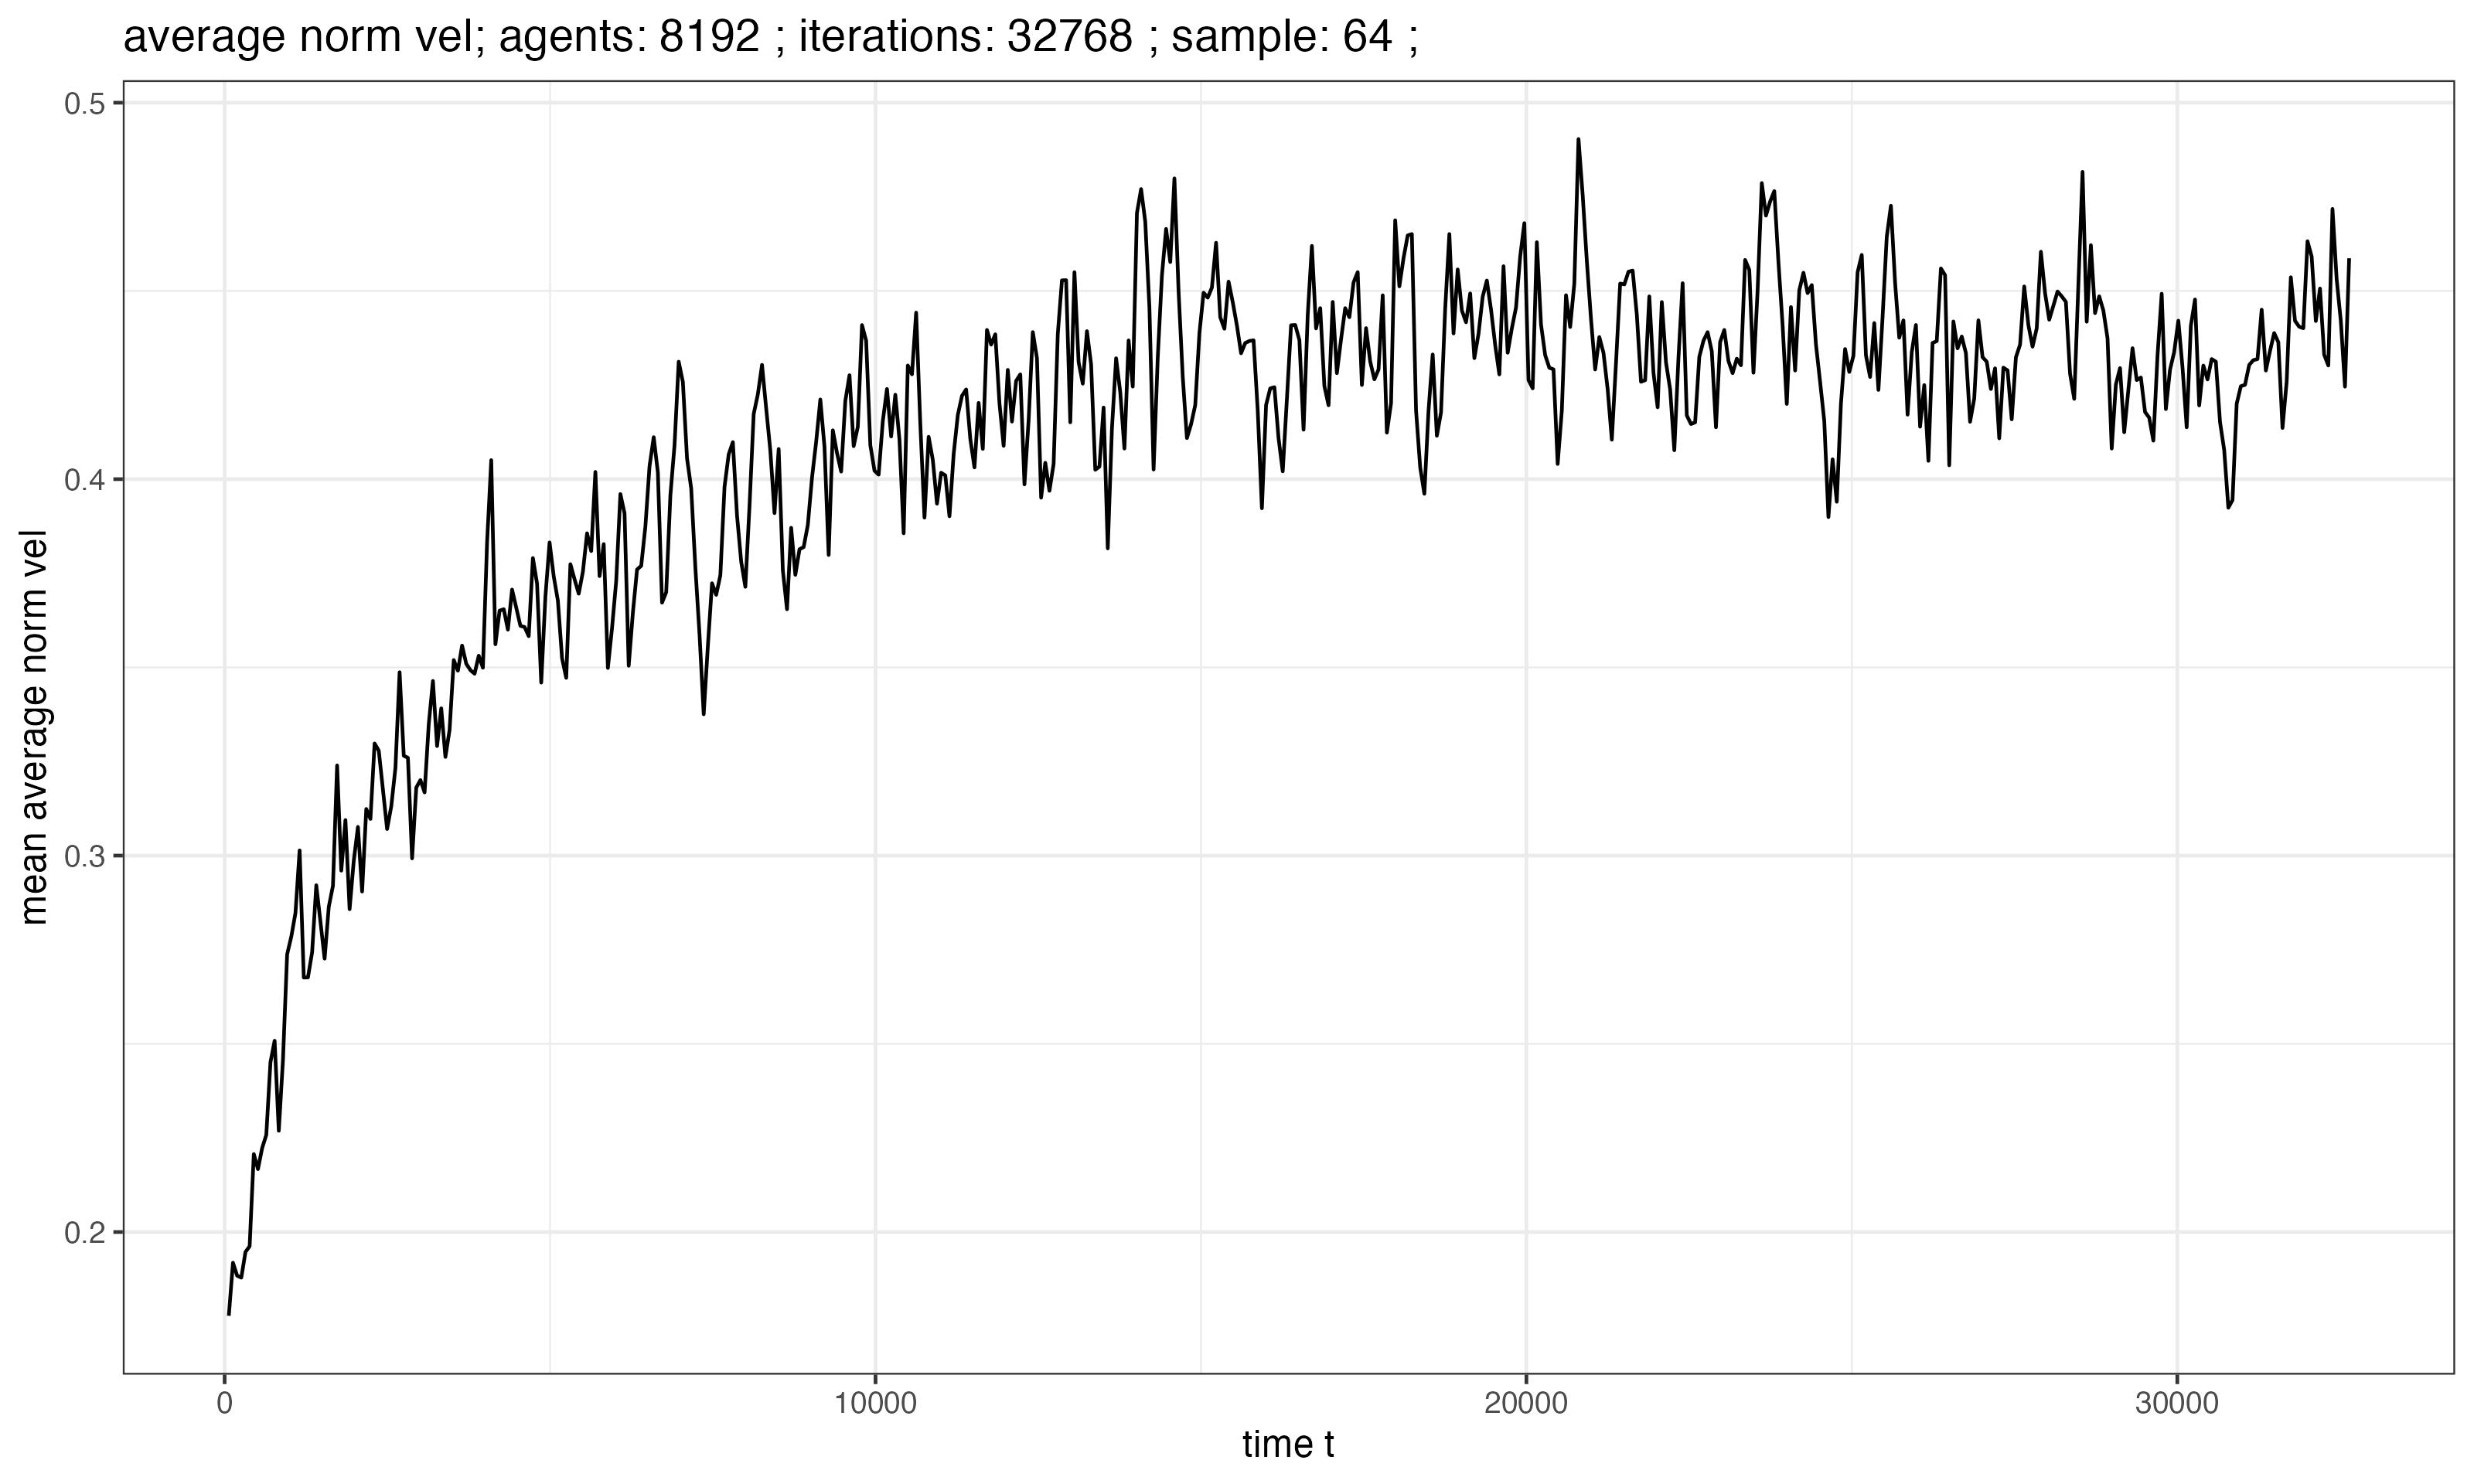 average norm vel; agents: 8192 ; iterations: 32768 ; sample: 64 ;
0.5
0.4
0.3
0.2
mean average norm vel
0 10000 20000 30000
time t